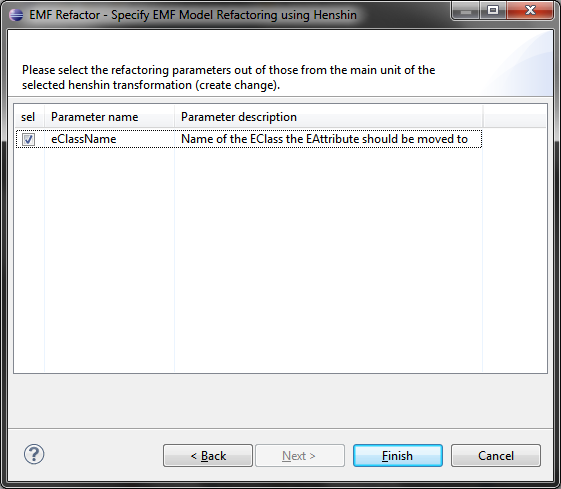 EMF Refactor - Specify EMF Model Refactoring using Henshin
Please select the refactoring parameters out of those from the main unit of the
selected henshin transformation (create change).
sel Parameter name Parameter description
eClassName Name of the EClass the EAttribute should be moved to
? < Back Next > Finish Cancel